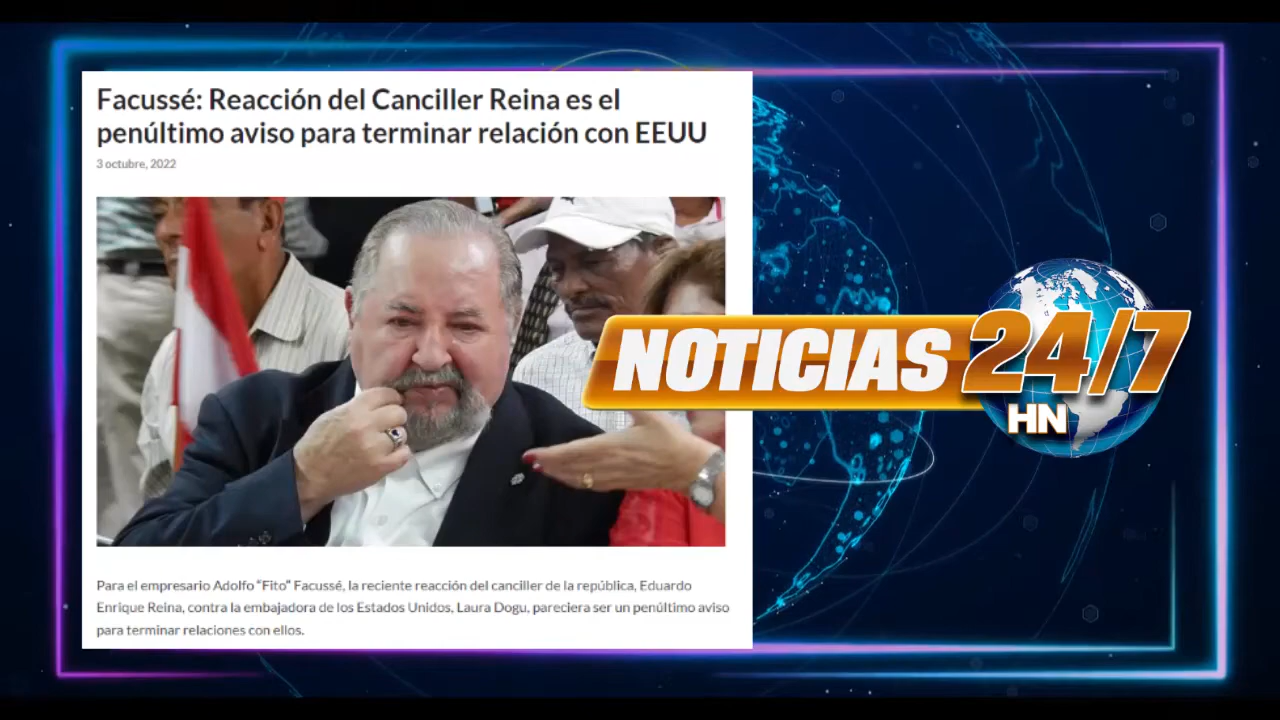 Facussé: Reacción del Canciller Reina es el
penúltimo aviso para terminar relación con EEUU
3 octubre, 2022
NOTICIAS 24/7
HN
Para el empresario Adolfo “Fito” Facussé, la reciente reacción del canciller de la república, Eduardo
Enrique Reina, contra la embajadora de los Estados Unidos, Laura Dogu, pareciera ser un penúltimo aviso
para terminar relaciones con ellos.